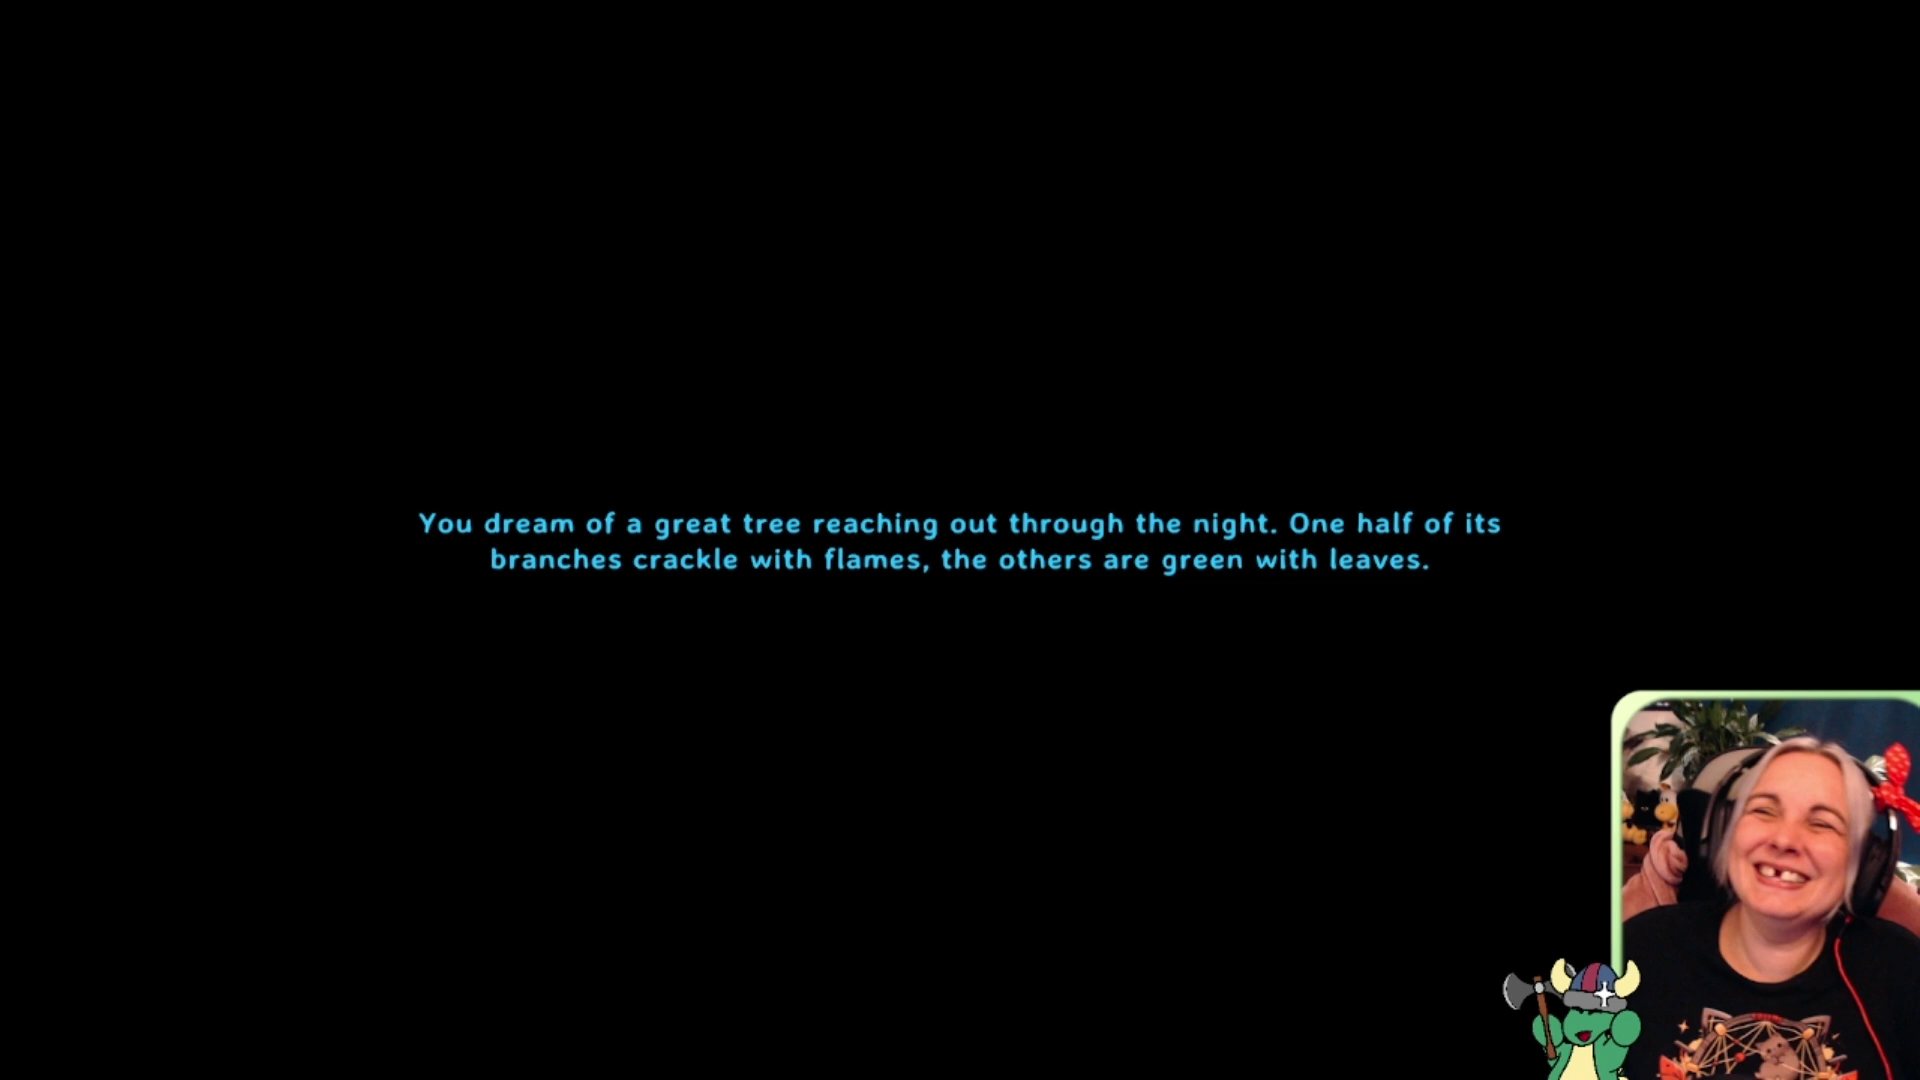 You dream of a great tree reaching out through the night. One half of its
branches crackle with flames, the others are green with leaves.